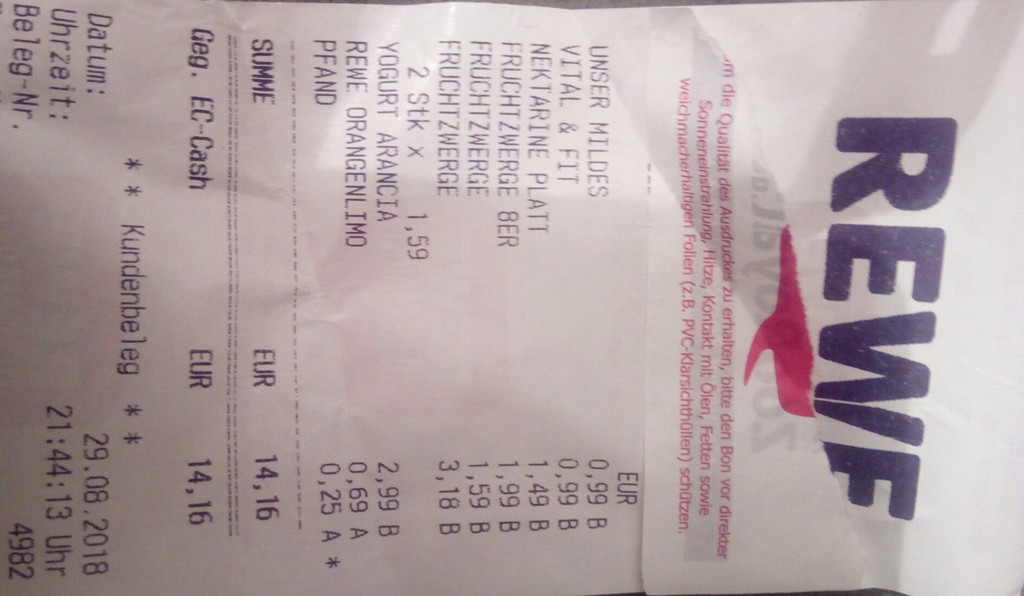 REWE
um die Qualität des Ausdruckes zu erhalten, bitte den Bon vor direkter
Sonneneinstrahlung, Hitze, Kontakt mit Ölen, Fetten sowie
weichmacherhaltigen Folien (z.B. PVC-Klarsichthüllen) schützen.
EUR
UNSER MILDES 0,99 B
VITAL & FIT 0,99 B
NEKTARINE PLATT 1,49 B
FRUCHTZWERGE 8ER 1,99 B
FRUCHTZWERGE 1,59 B
FRUCHTZWERGE 3,18 B
2 Stk x 1,59
YOGURT ARANCIA 2,99 B
REWE ORANGENLIMO 0,69 A
PFAND 0,25 A *
SUMME EUR 14,16
Geg. EC-Cash EUR 14,16
* * Kundenbeleg * *
Datum: 29.08.2018
Uhrzeit: 21:44:13 Uhr
Beleg-Nr. 4982